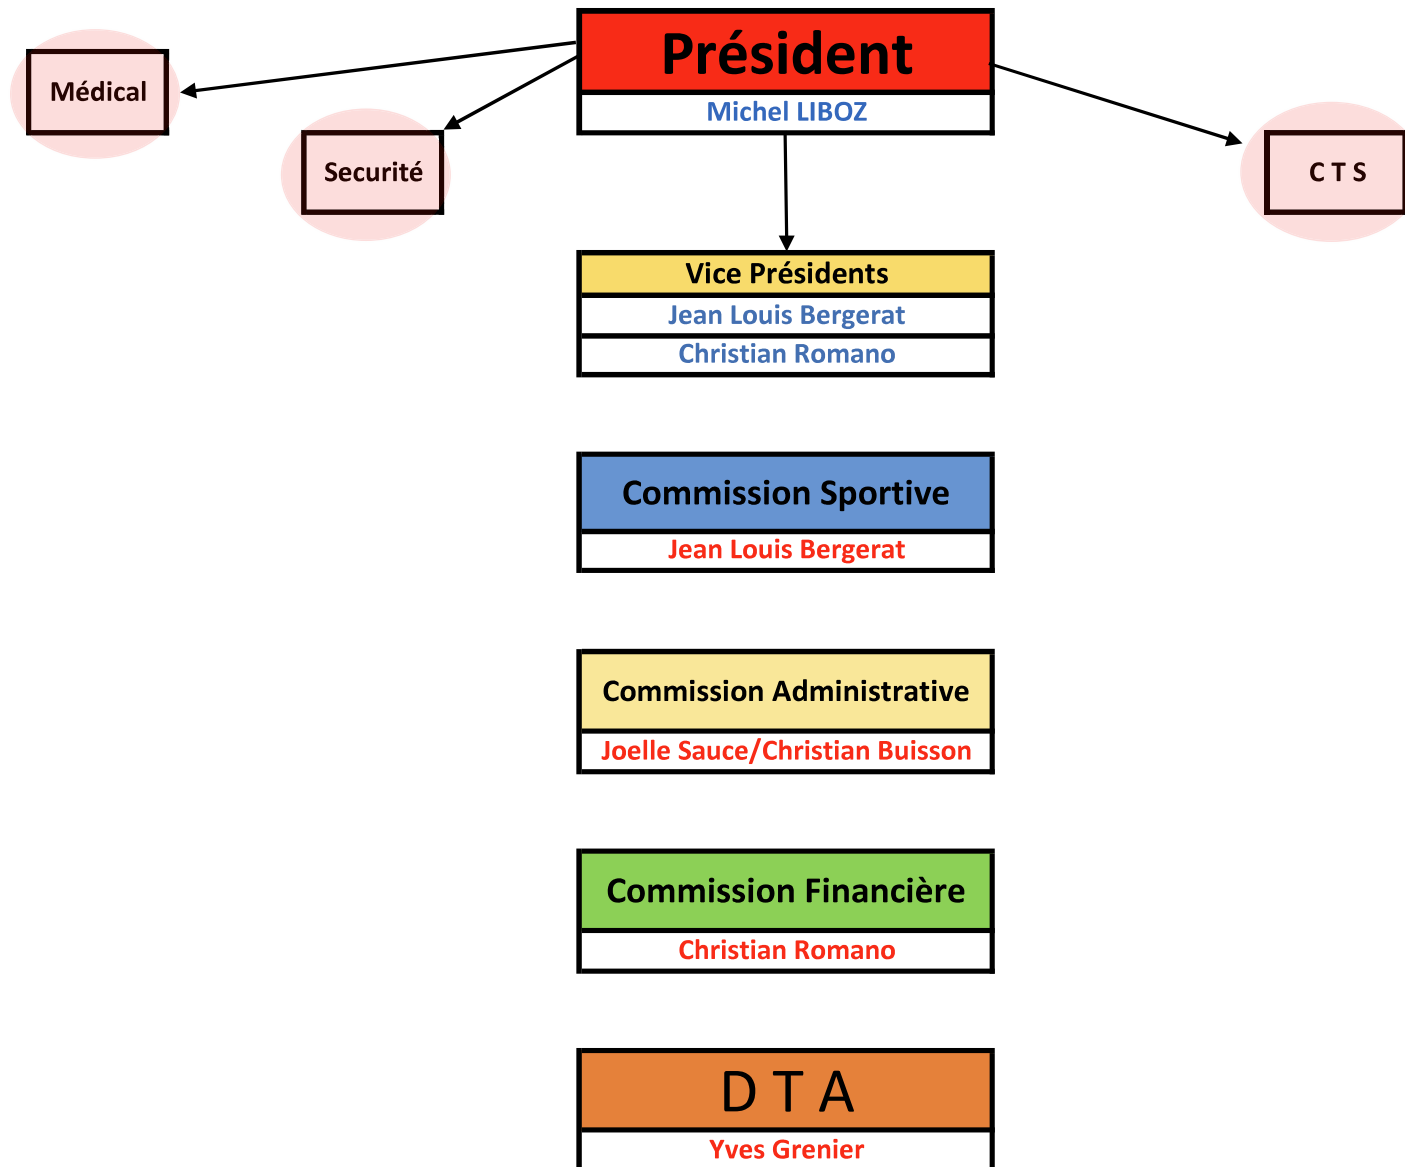 Président
Michel LIBOZ
Médical
Securité
C T S
Vice Présidents
Jean Louis Bergerat
Christian Romano
Commission Sportive
Jean Louis Bergerat
Commission Administrative
Joelle Sauce/Christian Buisson
Commission Financière
Christian Romano
D T A
Yves Grenier